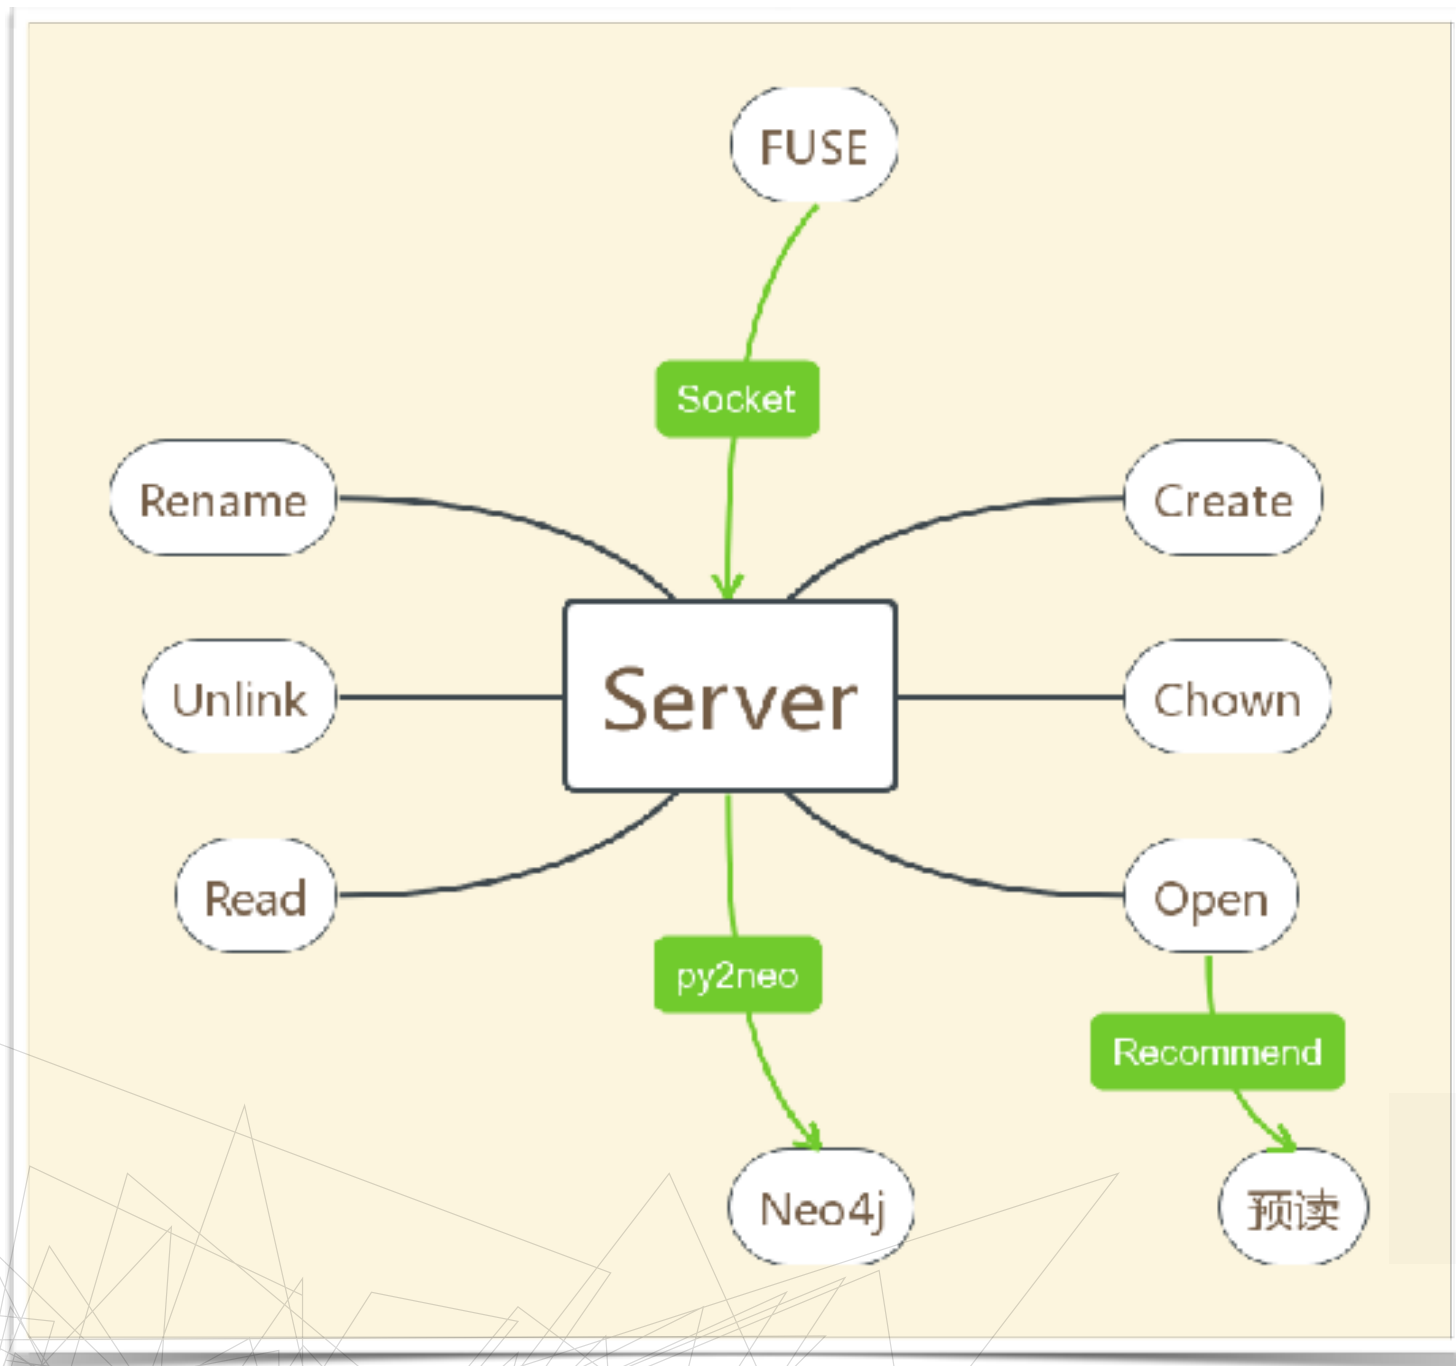 FUSE
Socket
Rename
Create
Server
Unlink
Chown
Read
Open
py2neo
Recommend
Neo4j
预读